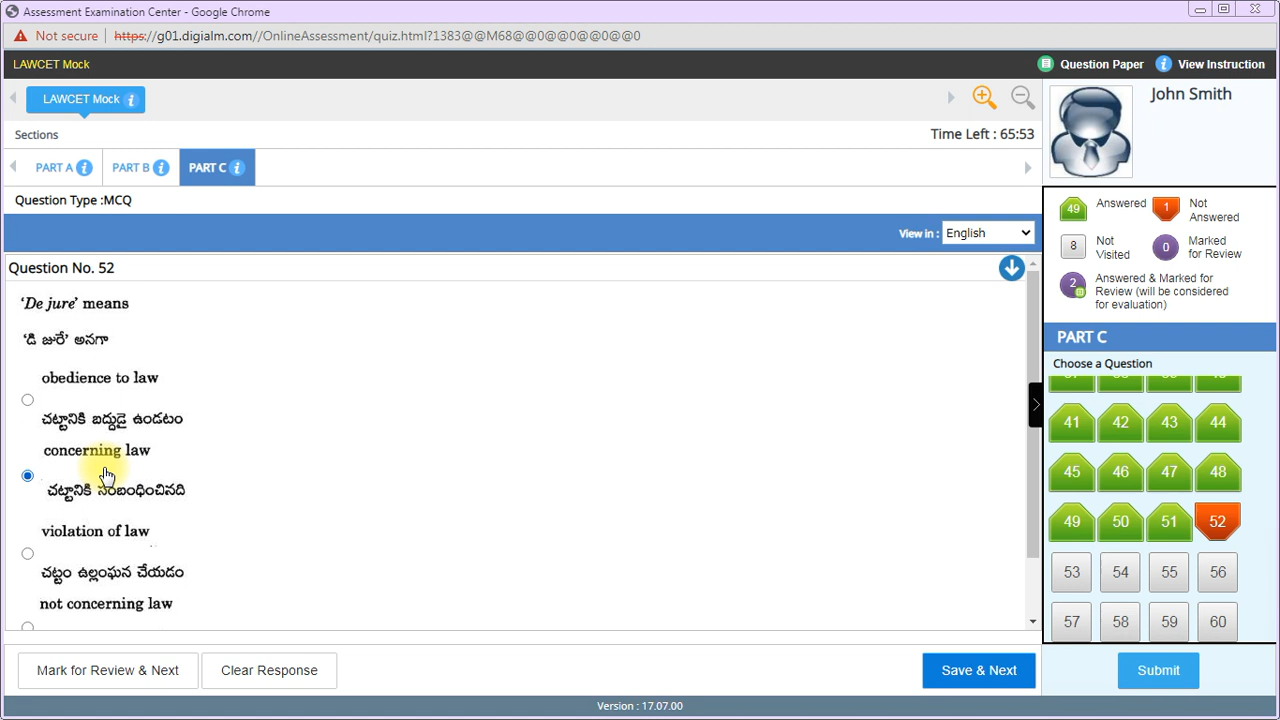 Assessment Examination Center - Google Chrome
Not secure https://g01.digialm.com//OnlineAssessment/quiz.html?1383@@M68@@0@@0@@0@@0
LAWCET Mock
Question Paper
View Instruction
LAWCET Mock
John Smith
Sections
Time Left : 65:53
PART A
PART B
PART C
Question Type :MCQ
View in : English
Question No. 52
'De jure' means
'డి జురే' అనగా
obedience to law
చట్టానికి బద్దుడై ఉండటం
concerning law
చట్టానికి సంబంధించినది
violation of law
చట్టం ఉల్లంఘన చేయడం
not concerning law
49 Answered
1 Not Answered
8 Not Visited
0 Marked for Review
2 Answered & Marked for Review (will be considered for evaluation)
PART C
Choose a Question
41 42 43 44
45 46 47 48
49 50 51 52
53 54 55 56
57 58 59 60
Mark for Review & Next
Clear Response
Save & Next
Submit
Version : 17.07.00